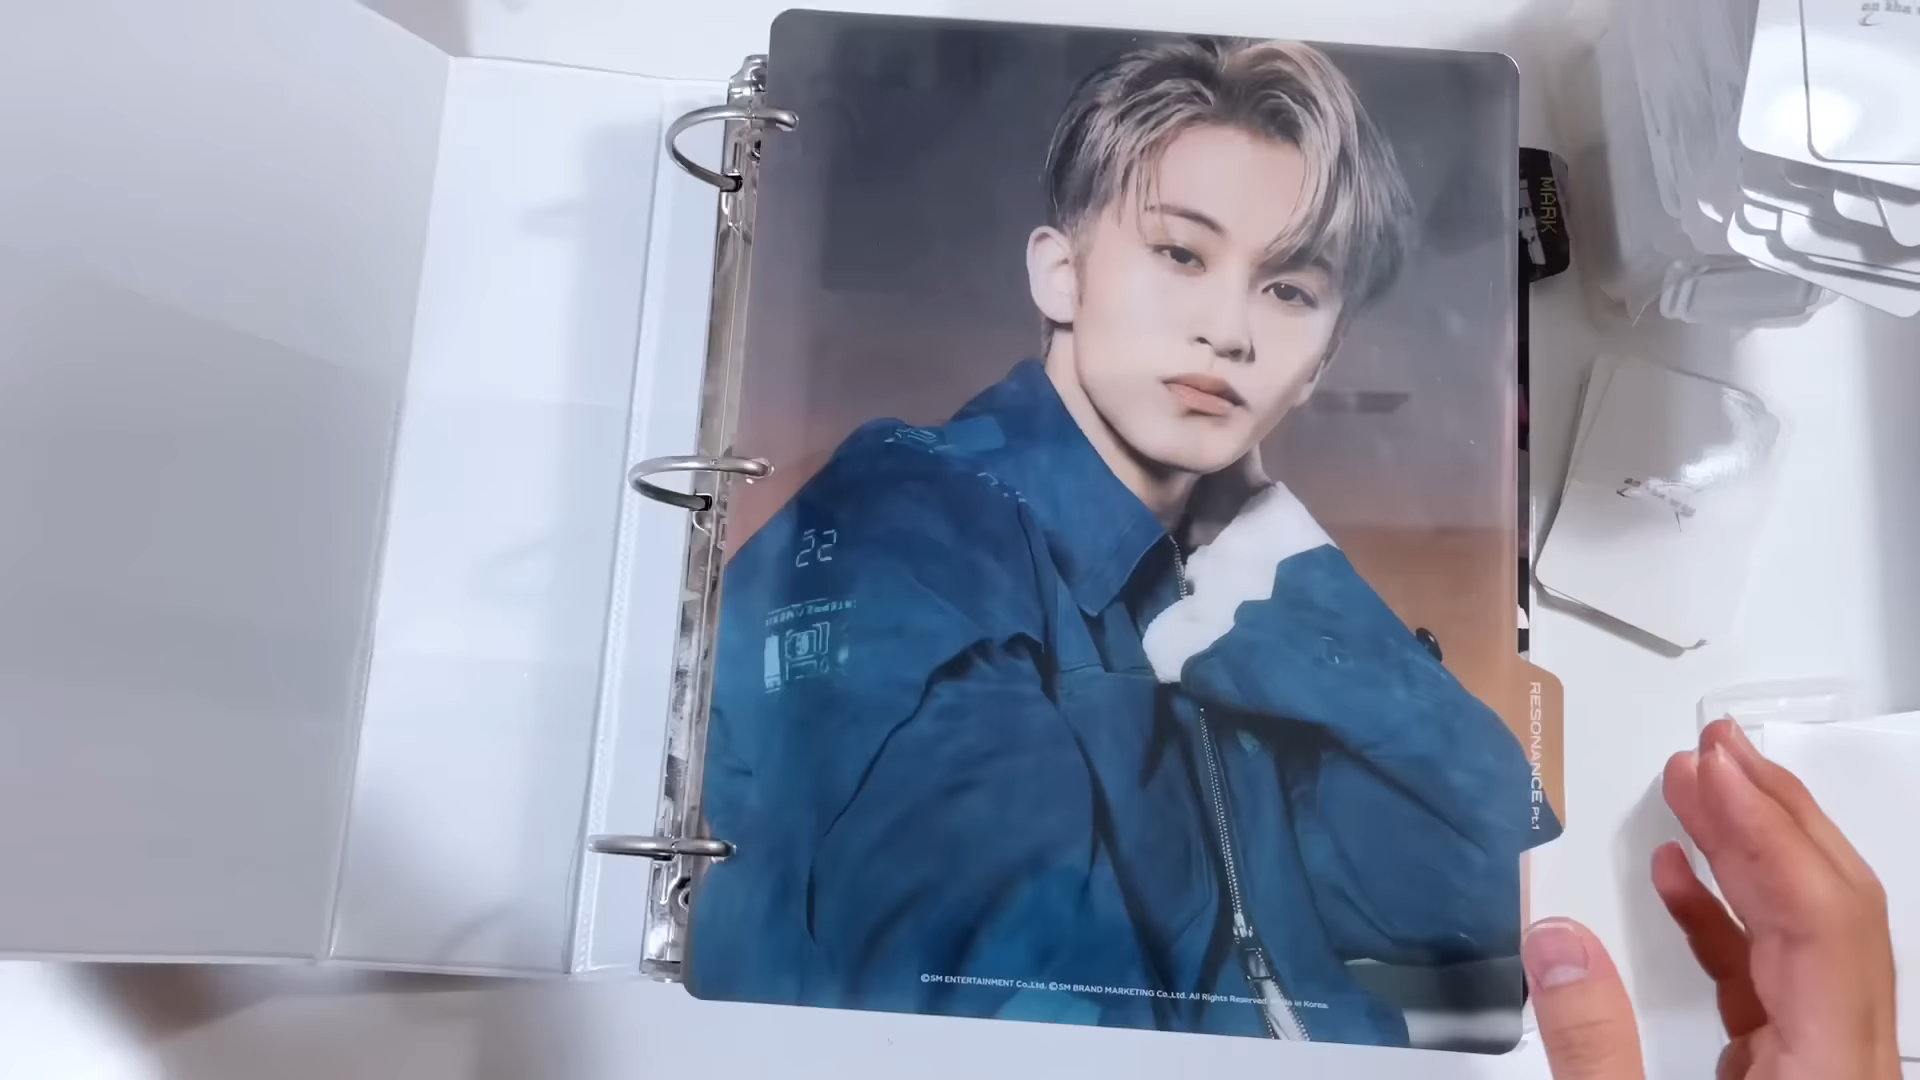 MARK
22
RESONANCE Pt.1
©SM ENTERTAINMENT Co.,Ltd. ©SM BRAND MARKETING Co.,Ltd. All Rights Reserved. Made in Korea.